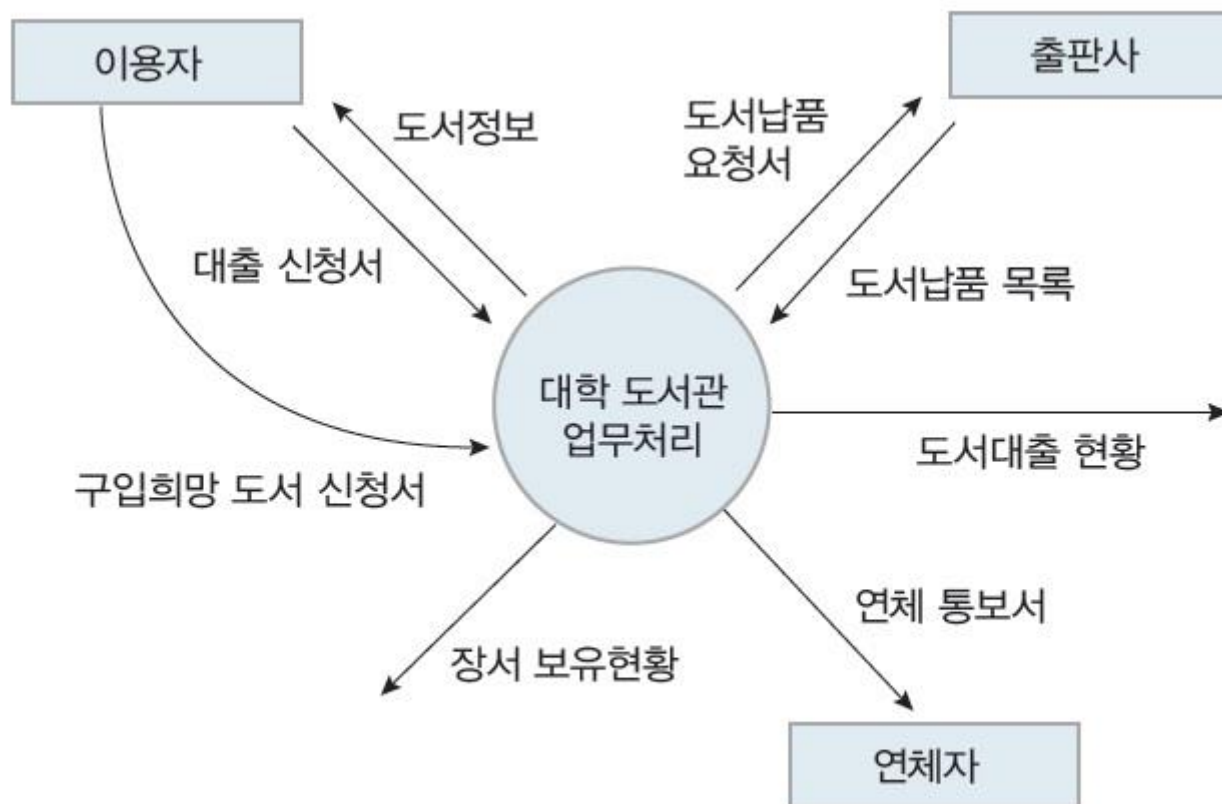 이용자
출판사
도서정보
도서납품
요청서
대출 신청서
도서납품 목록
대학 도서관
업무처리
도서대출 현황
구입희망 도서 신청서
연체 통보서
장서 보유현황
연체자